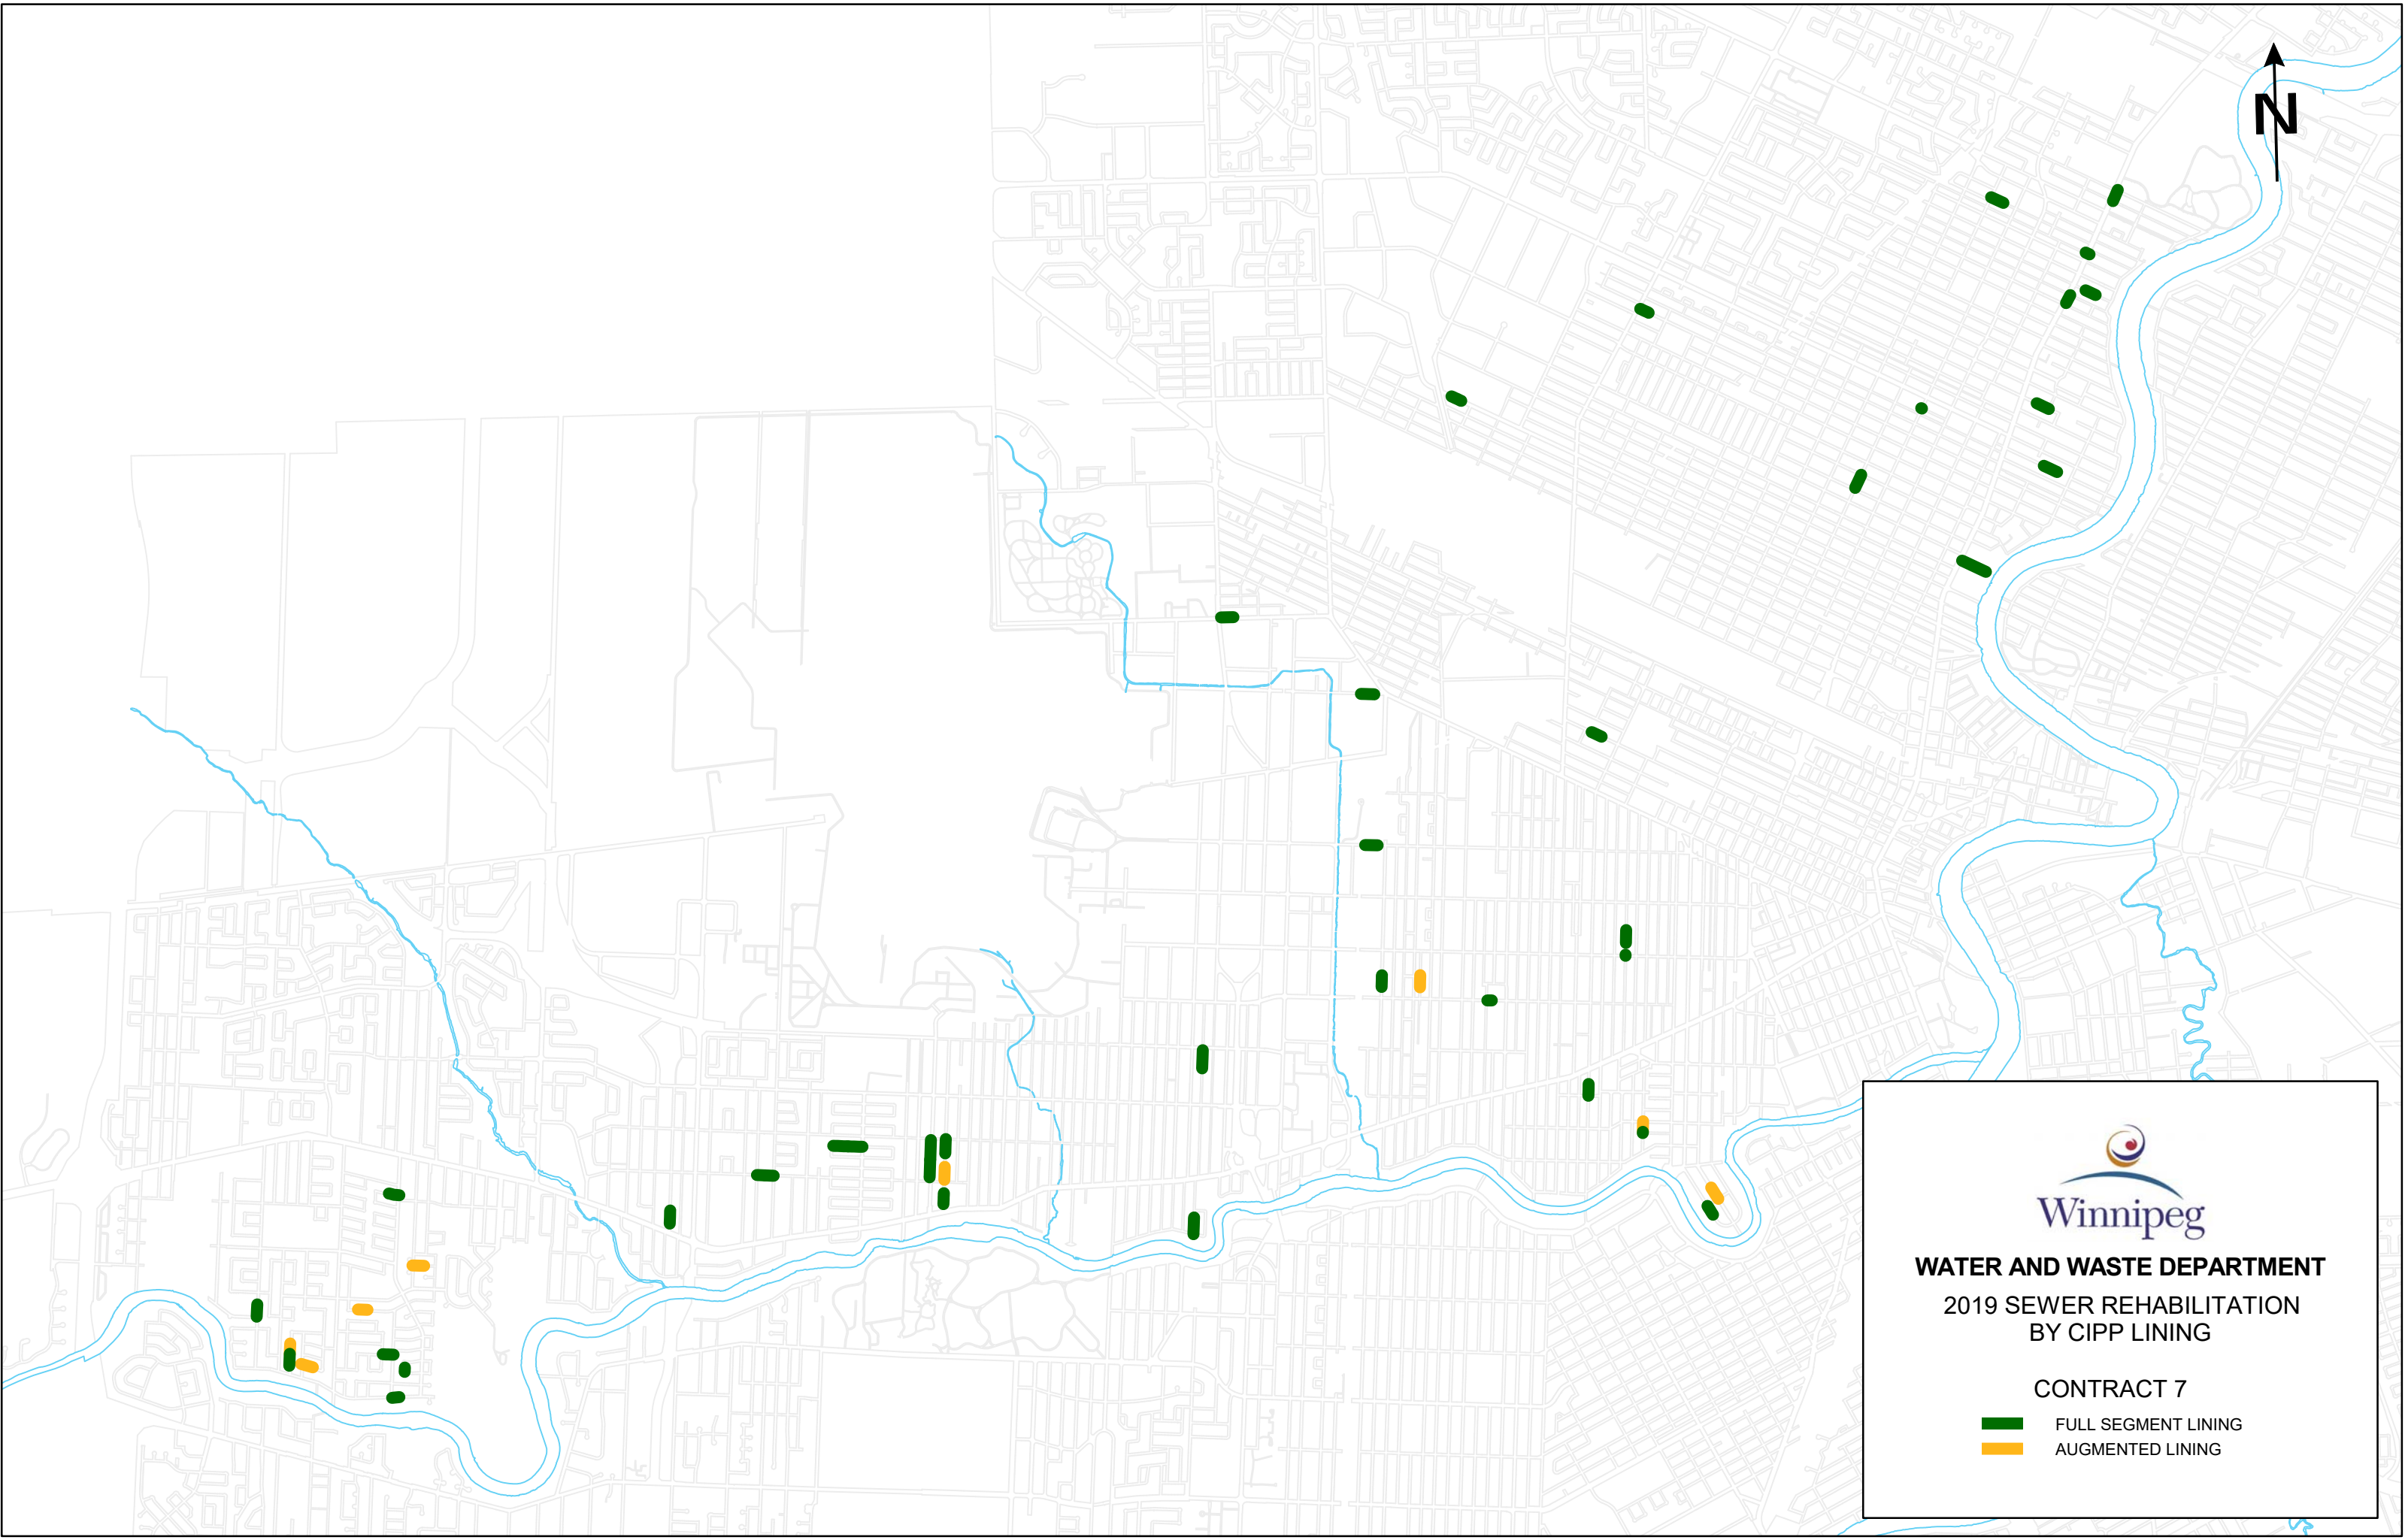 N
Winnipeg
WATER AND WASTE DEPARTMENT
2019 SEWER REHABILITATION
BY CIPP LINING
CONTRACT 7
FULL SEGMENT LINING
AUGMENTED LINING